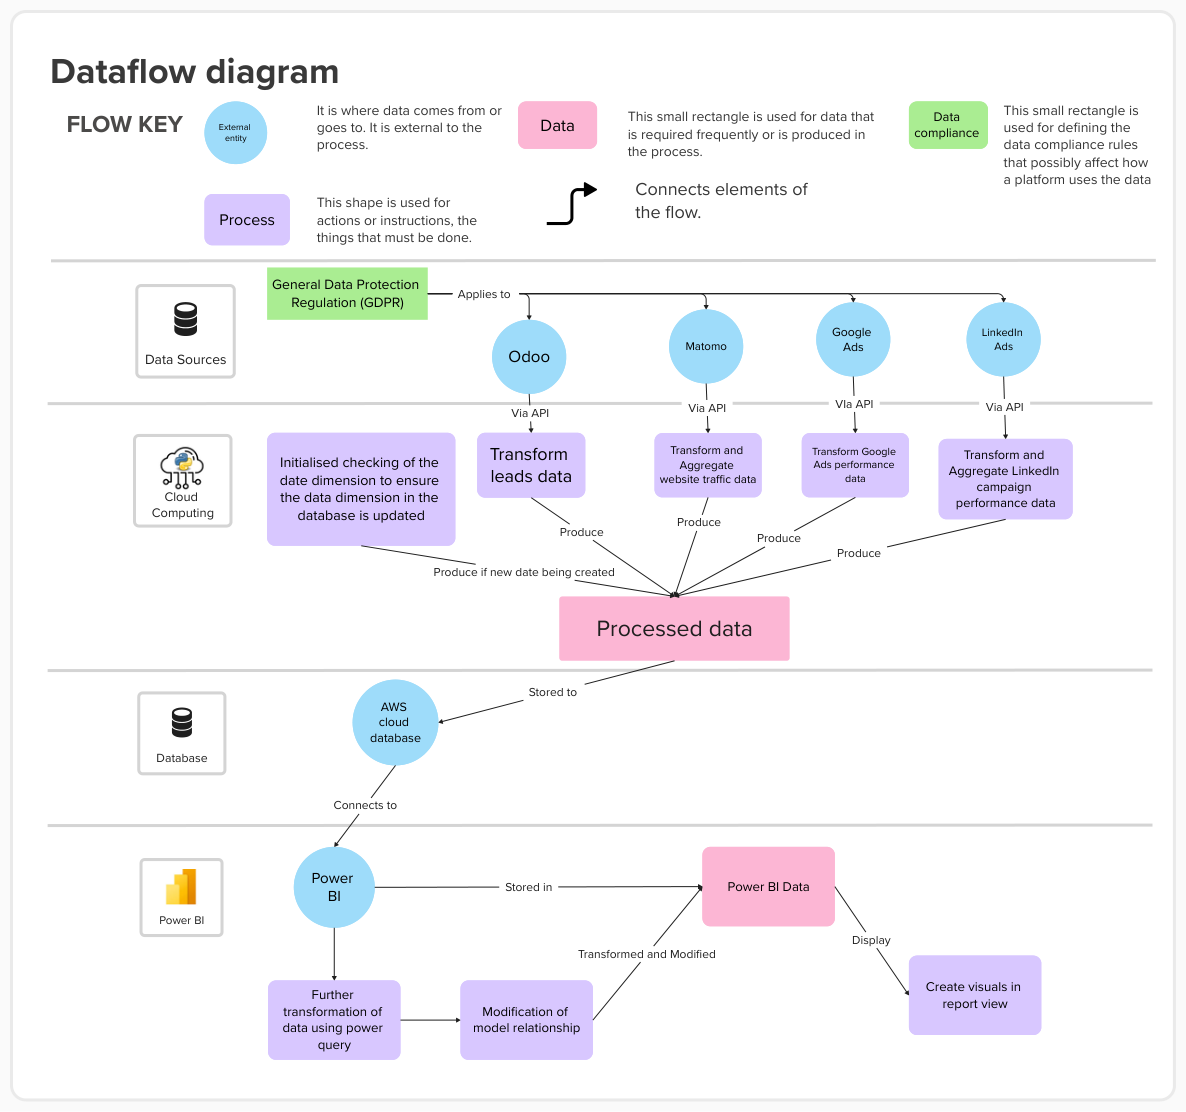 Dataflow diagram
FLOW KEY
External
entity
It is where data comes from or
goes to. It is external to the
process.
Data
This small rectangle is used for data that
is required frequently or is produced in
the process.
Data
compliance
This small rectangle is
used for defining the
data compliance rules
that possibly affect how
a platform uses the data
Process
This shape is used for
actions or instructions, the
things that must be done.
Connects elements of
the flow.
Data Sources
General Data Protection
Regulation (GDPR)
Applies to
Odoo
Matomo
Google
Ads
LinkedIn
Ads
Via API
Via API
VIa API
Via API
Cloud
Computing
Initialised checking of the
date dimension to ensure
the data dimension in the
database is updated
Transform
leads data
Transform and
Aggregate
website traffic data
Transform Google
Ads performance
data
Transform and
Aggregate LinkedIn
campaign
performance data
Produce
Produce
Produce
Produce
Produce if new date being created
Processed data
Stored to
Database
AWS
cloud
database
Connects to
Power BI
Power
BI
Stored in
Power BI Data
Transformed and Modified
Display
Further
transformation of
data using power
query
Modification of
model relationship
Create visuals in
report view